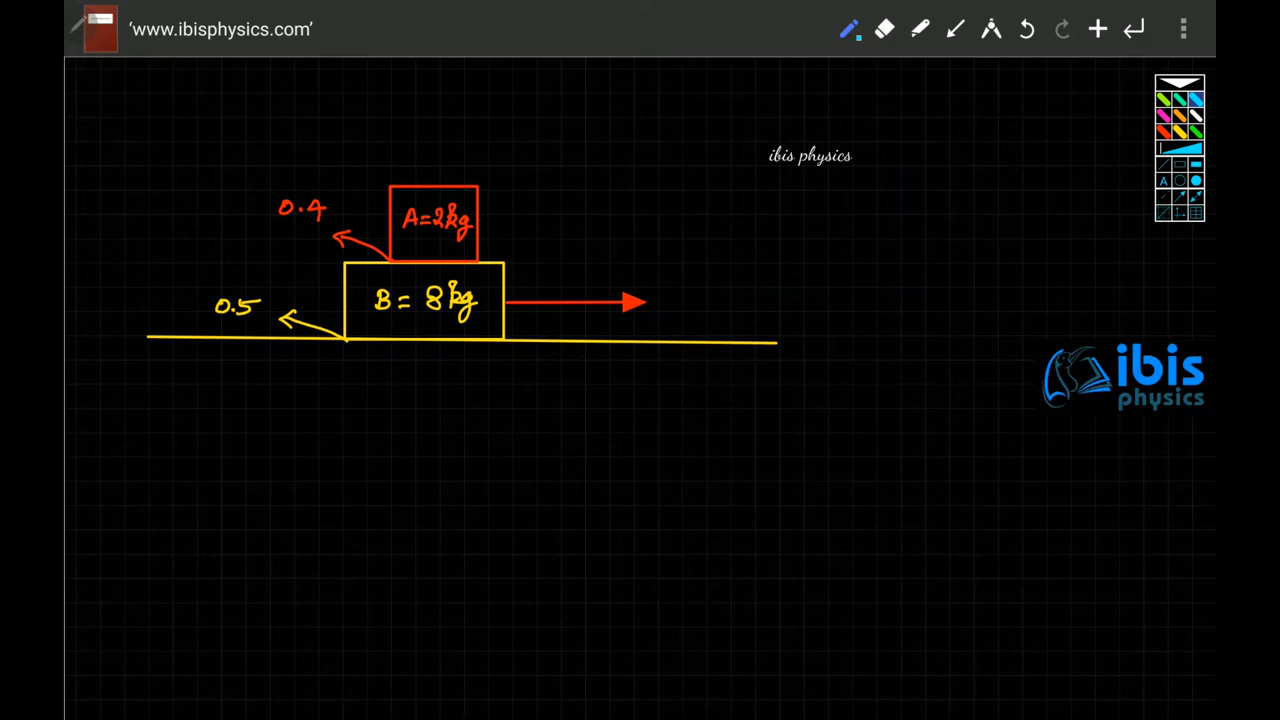 ‘www.ibisphysics.com’
ibis physics
0.4
A=2kg
B= 8kg
0.5
ibis
physics
A